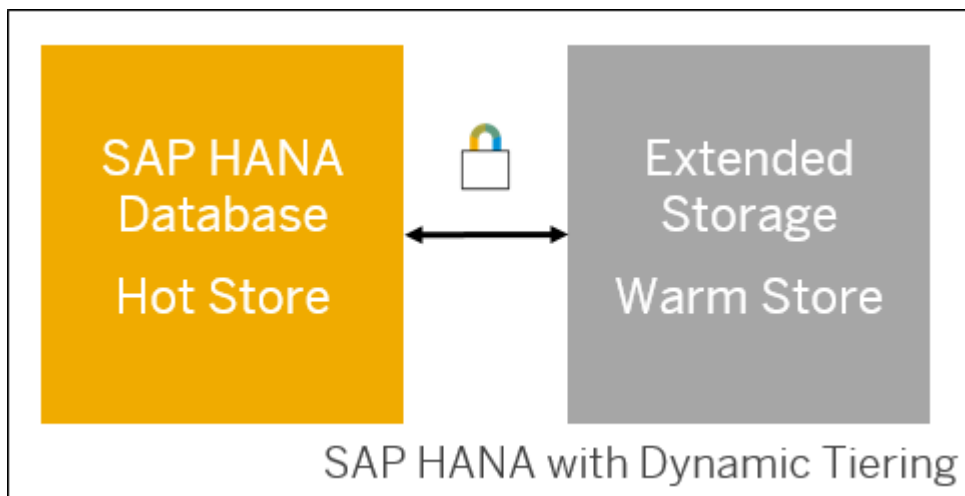 SAP HANA
Database
Hot Store
Extended
Storage
Warm Store
SAP HANA with Dynamic Tiering